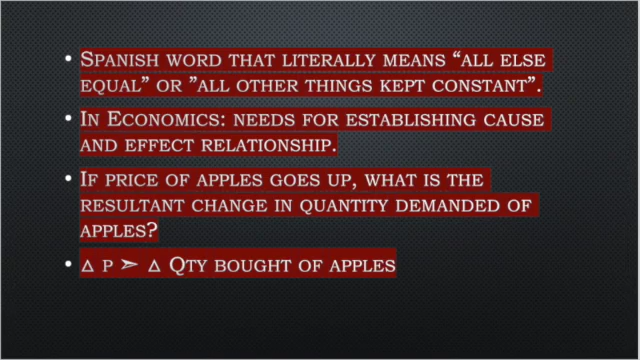 • Spanish word that literally means “all else
equal” or ”all other things kept constant”.
• In Economics: needs for establishing cause
and effect relationship.
• If price of apples goes up, what is the
resultant change in quantity demanded of
apples?
• △ p ➣ △ Qty bought of apples